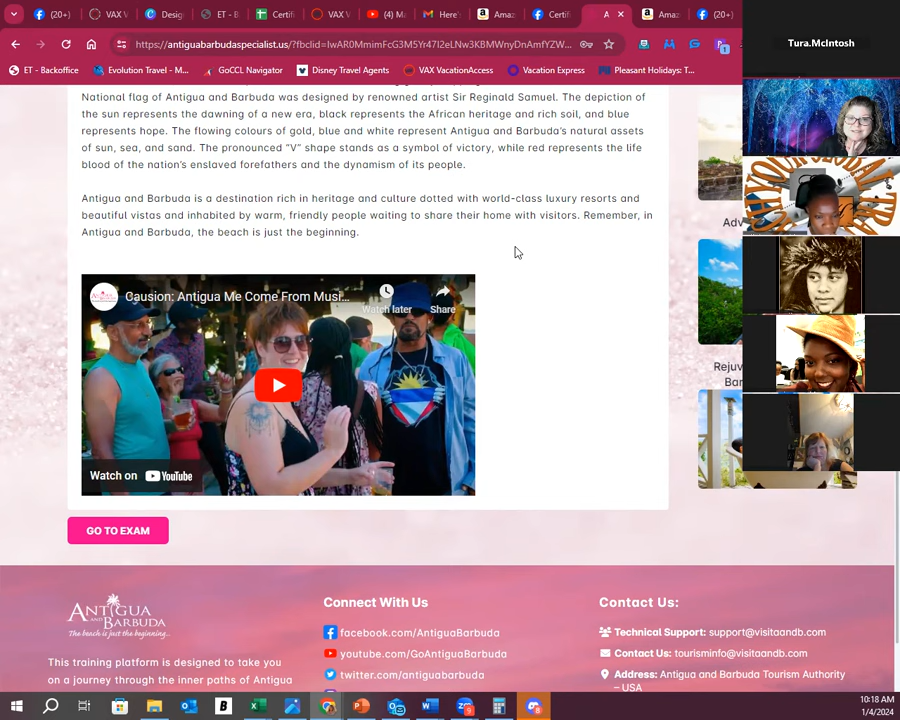 (20+)
VAX V
Desig
ET - B
Certifi
VAX V
(4) M
Here'
Amaz
Certifi
A
Amaz
(20+)
https://antiguabarbudaspecialist.us/?fbclid=IwAR0MmimFcG3M5Yr47I2eLNw3KBMWnyDnAmfYZW...
ET - Backoffice
Evolution Travel - M...
GoCCL Navigator
Disney Travel Agents
VAX VacationAccess
Vacation Express
Pleasant Holidays: T...
Tura.McIntosh
National flag of Antigua and Barbuda was designed by renowned artist Sir Reginald Samuel. The depiction of
the sun represents the dawning of a new era, black represents the African heritage and rich soil, and blue
represents hope. The flowing colours of gold, blue and white represent Antigua and Barbuda's natural assets
of sun, sea, and sand. The pronounced "V" shape stands as a symbol of victory, while red represents the life
blood of the nation's enslaved forefathers and the dynamism of its people.
Antigua and Barbuda is a destination rich in heritage and culture dotted with world-class luxury resorts and
beautiful vistas and inhabited by warm, friendly people waiting to share their home with visitors. Remember, in
Antigua and Barbuda, the beach is just the beginning.
Adv
Rejuv
Bar
Causion: Antigua Me Come From Musi...
Watch later
Share
Watch on YouTube
GO TO EXAM
ANTIGUA
AND BARBUDA
The beach is just the beginning...
This training platform is designed to take you
on a journey through the inner paths of Antigua
Connect With Us
facebook.com/AntiguaBarbuda
youtube.com/GoAntiguaBarbuda
twitter.com/antiguabarbuda
Contact Us:
Technical Support: support@visitaandb.com
Contact Us: tourisminfo@visitaandb.com
Address: Antigua and Barbuda Tourism Authority
– USA
10:18 AM
1/4/2024